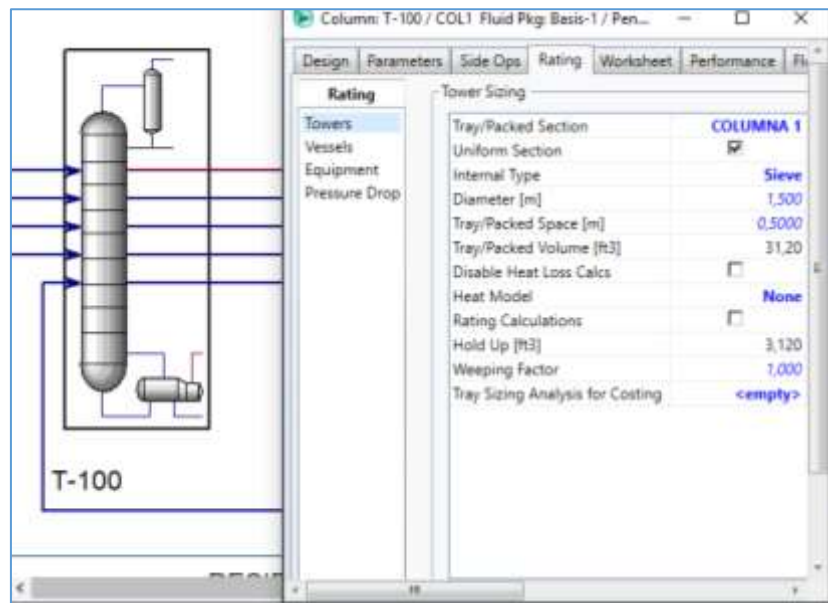 Column: T-100 / COL1 Fluid Pkg: Basis-1 / Pen...
Design Parameters Side Ops Rating Worksheet Performance
Rating
Towers
Vessels
Equipment
Pressure Drop
Tower Sizing
Tray/Packed Section COLUMNA 1
Uniform Section
Internal Type Sieve
Diameter [m] 1,500
Tray/Packed Space [m] 0,5000
Tray/Packed Volume [ft3] 31,20
Disable Heat Loss Calcs
Heat Model None
Rating Calculations
Hold Up [ft3] 3,120
Weeping Factor 1,000
Tray Sizing Analysis for Costing <empty>
T-100